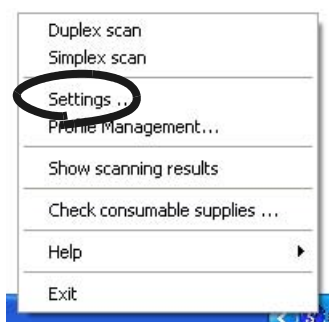 Duplex scan
Simplex scan
Settings ...
Profile Management...
Show scanning results
Check consumable supplies ...
Help
Exit